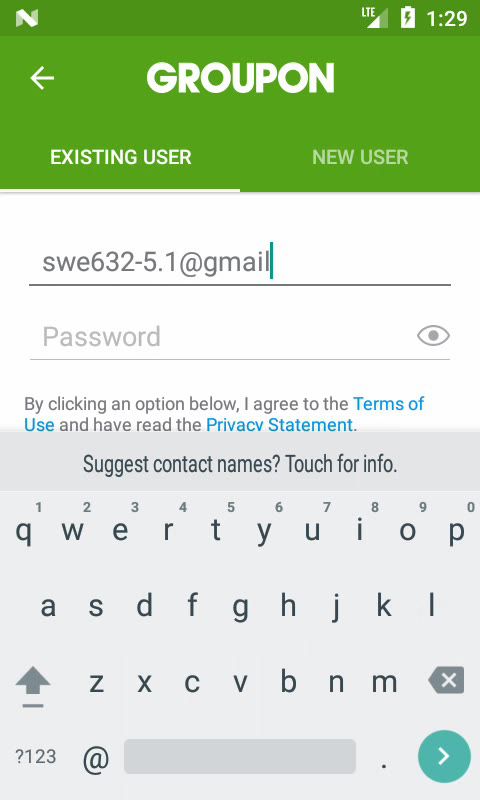 LTE 1:29
GROUPON
EXISTING USER NEW USER
swe632-5.1@gmail
Password
By clicking an option below, I agree to the Terms of
Use and have read the Privacy Statement.
Suggest contact names? Touch for info.
1 2 3 4 5 6 7 8 9 0
q w e r t y u i o p
a s d f g h j k l
z x c v b n m
?123 @ .